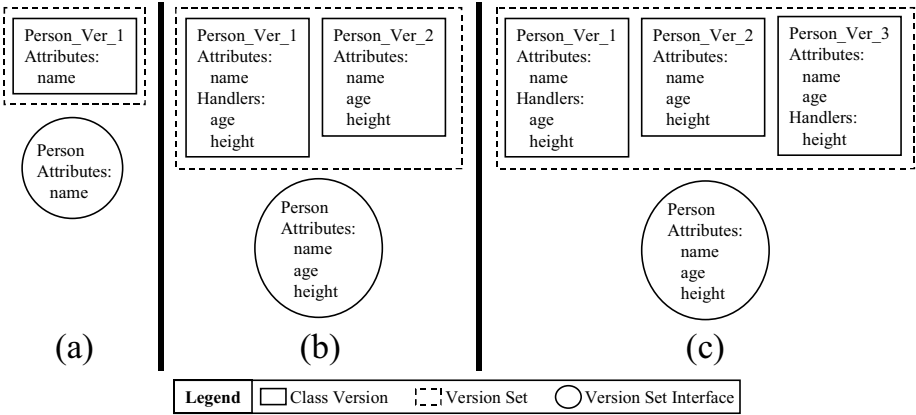 Person_Ver_1
Attributes:
name
Person
Attributes:
name
(a)
Person_Ver_1
Attributes:
name
Handlers:
age
height
Person_Ver_2
Attributes:
name
age
height
Person
Attributes:
name
age
height
(b)
Person_Ver_1
Attributes:
name
Handlers:
age
height
Person_Ver_2
Attributes:
name
age
height
Person_Ver_3
Attributes:
name
age
Handlers:
height
Person
Attributes:
name
age
height
(c)
Legend
Class Version
Version Set
Version Set Interface